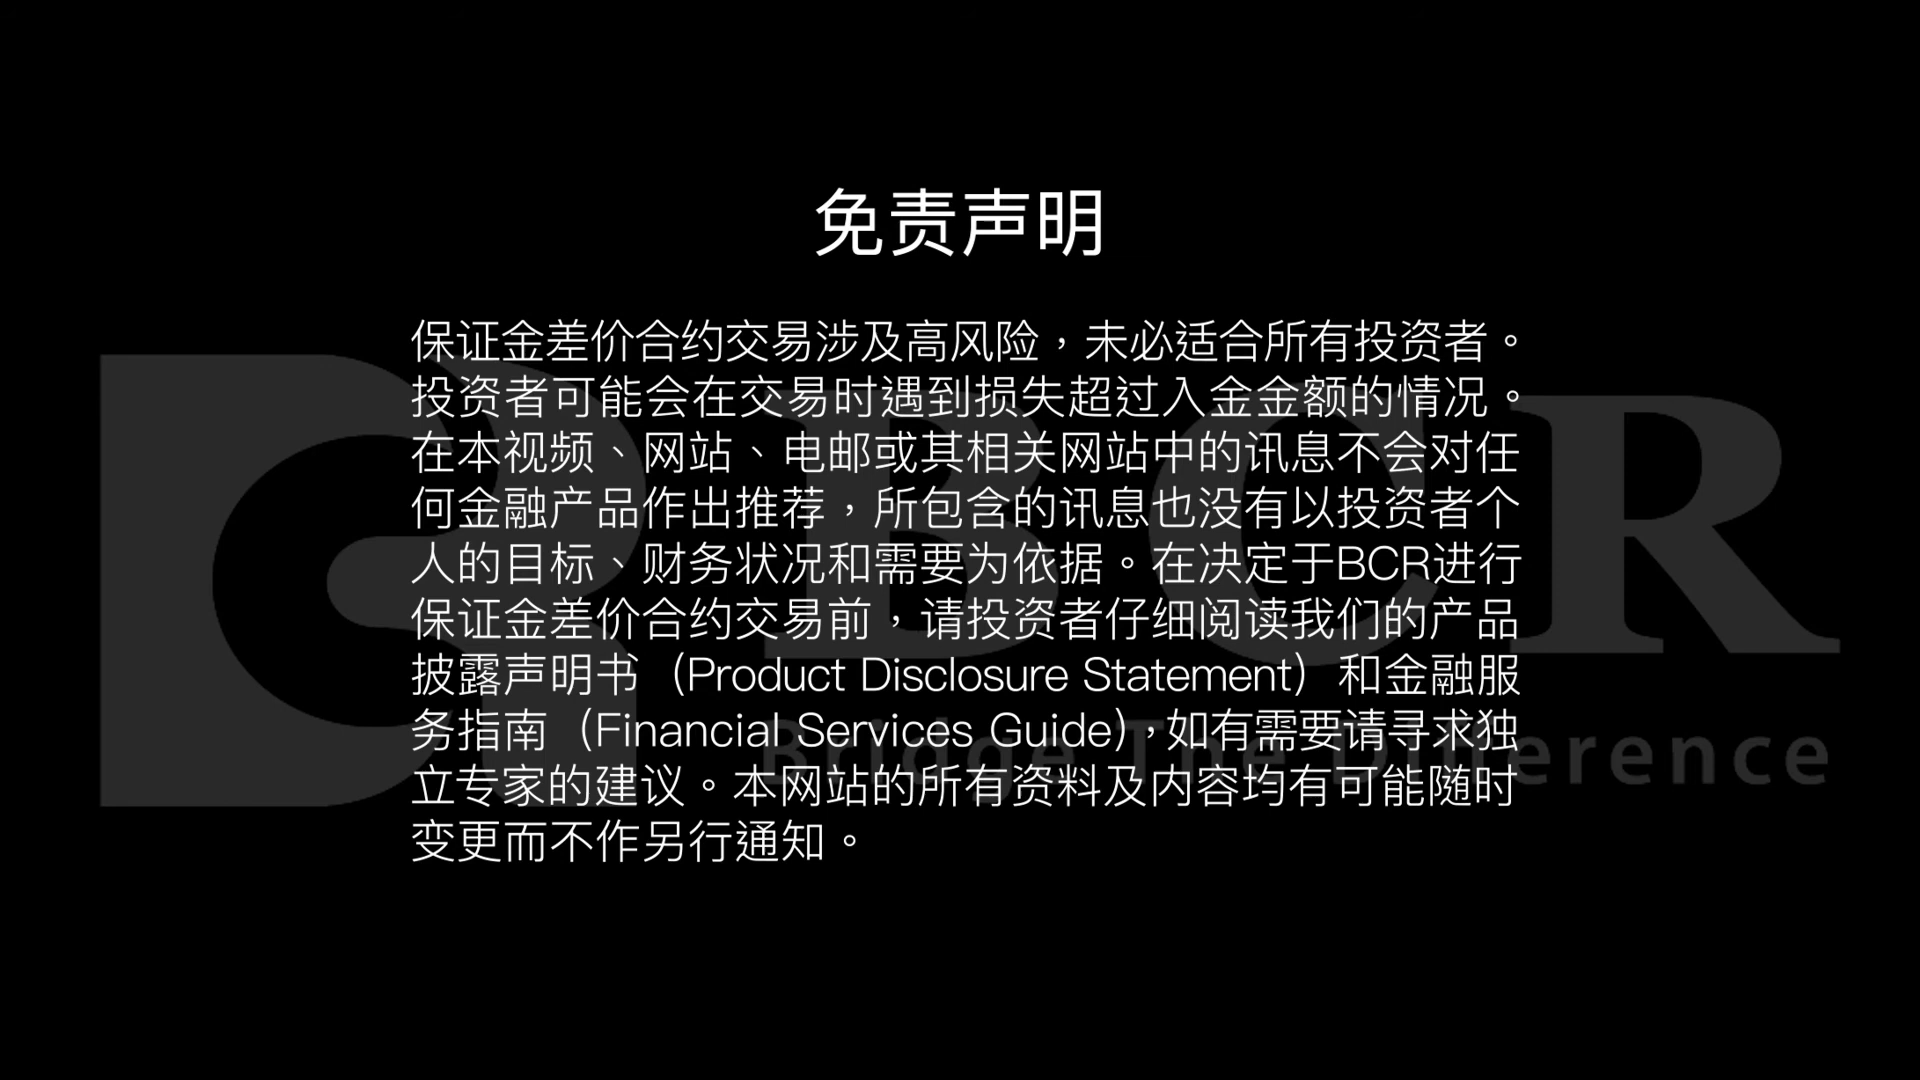 免责声明
保证金差价合约交易涉及高风险，未必适合所有投资者。
投资者可能会在交易时遇到损失超过入金金额的情况。
在本视频、网站、电邮或其相关网站中的讯息不会对任
何金融产品作出推荐，所包含的讯息也没有以投资者个
人的目标、财务状况和需要为依据。在决定于BCR进行
保证金差价合约交易前，请投资者仔细阅读我们的产品
披露声明书（Product Disclosure Statement）和金融服
务指南（Financial Services Guide），如有需要请寻求独
立专家的建议。本网站的所有资料及内容均有可能随时
变更而不作另行通知。
BCR
Bridge The Difference